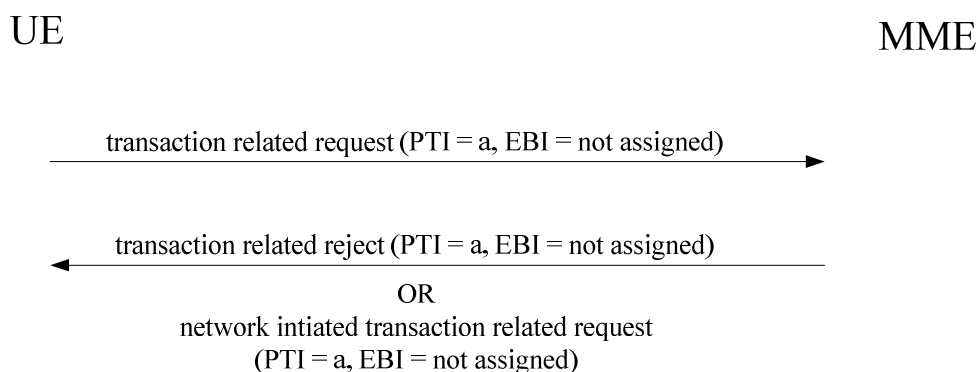 UE
MME
transaction related request (PTI = a, EBI = not assigned)
transaction related reject (PTI = a, EBI = not assigned)
OR
network intiated transaction related request
(PTI = a, EBI = not assigned)